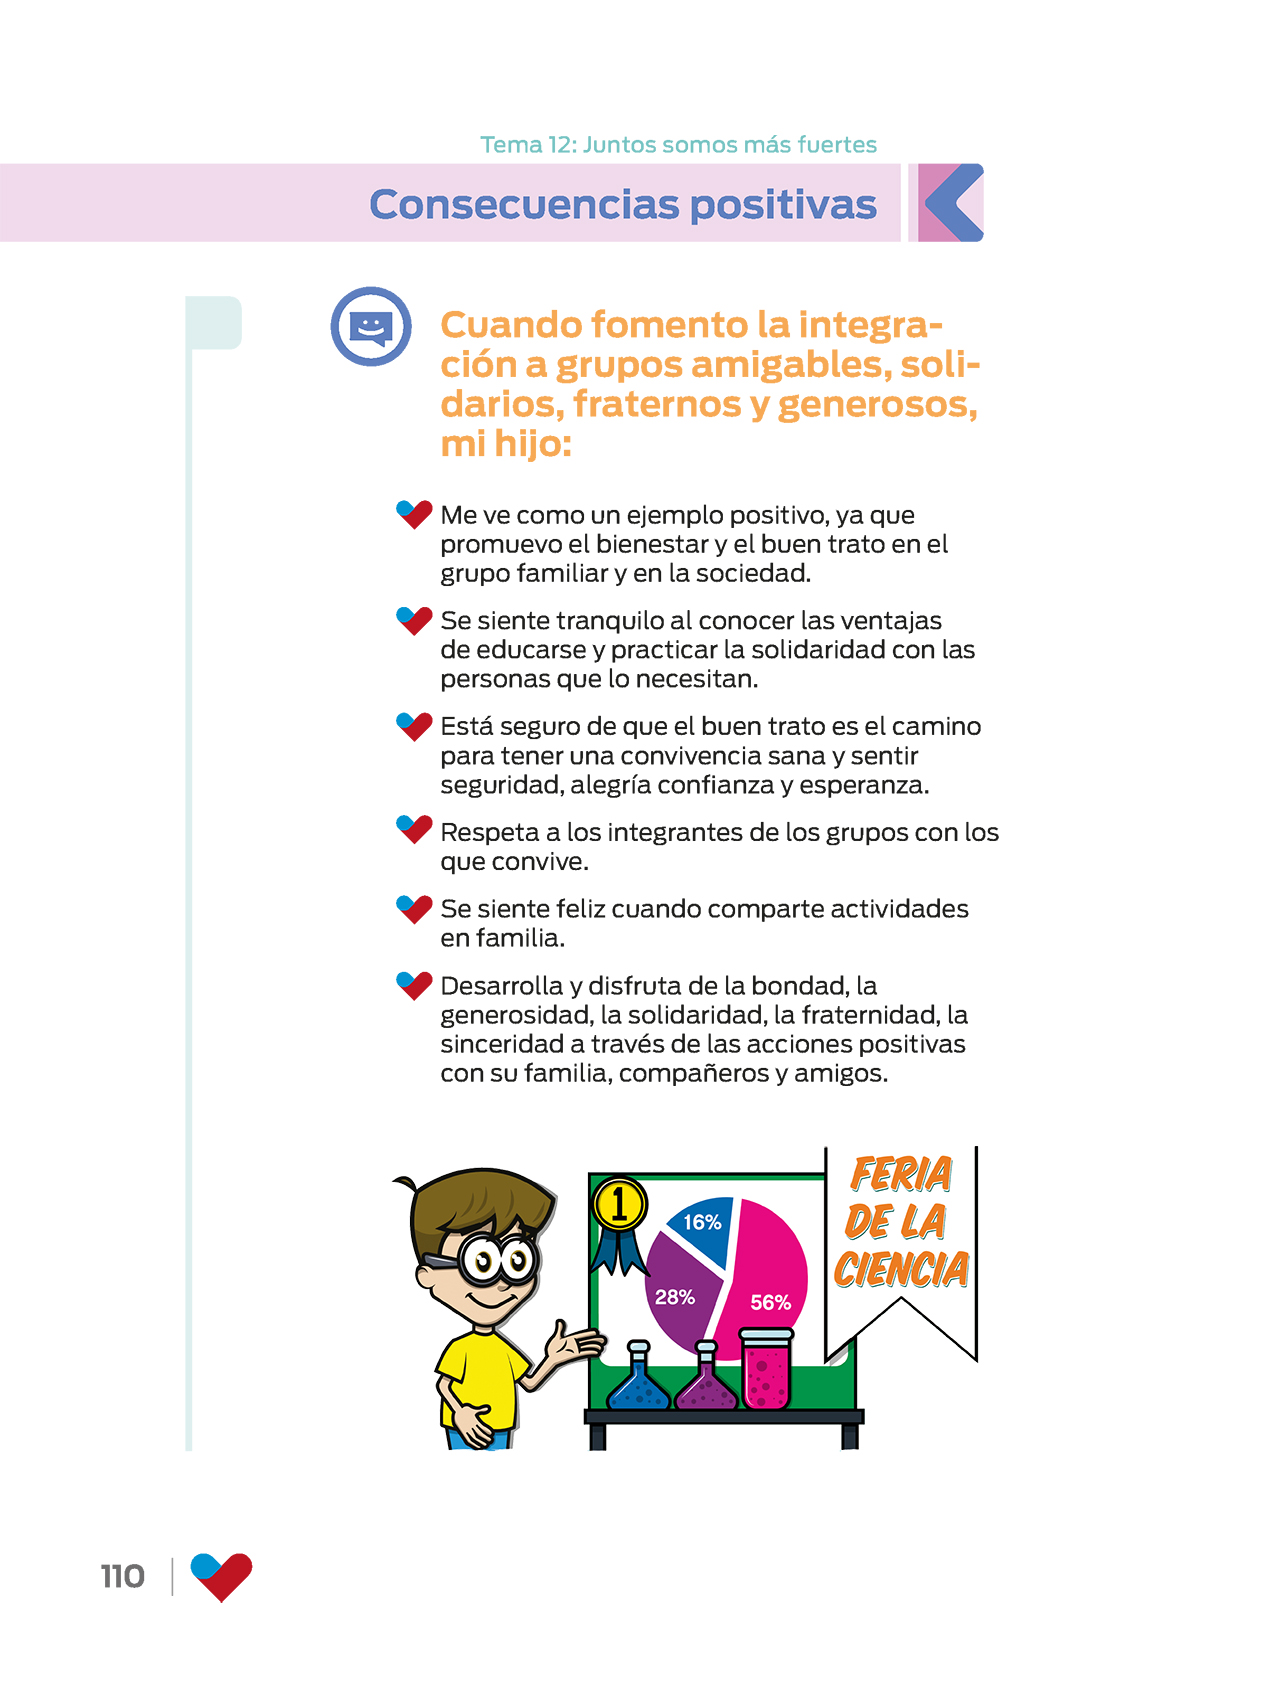 Tema 12: Juntos somos más fuertes
Consecuencias positivas
Cuando fomento la integra-
ción a grupos amigables, soli-
darios, fraternos y generosos,
mi hijo:
Me ve como un ejemplo positivo, ya que
promuevo el bienestar y el buen trato en el
grupo familiar y en la sociedad.
Se siente tranquilo al conocer las ventajas
de educarse y practicar la solidaridad con las
personas que lo necesitan.
Está seguro de que el buen trato es el camino
para tener una convivencia sana y sentir
seguridad, alegría confianza y esperanza.
Respeta a los integrantes de los grupos con los
que convive.
Se siente feliz cuando comparte actividades
en familia.
Desarrolla y disfruta de la bondad, la
generosidad, la solidaridad, la fraternidad, la
sinceridad a través de las acciones positivas
con su familia, compañeros y amigos.
1
16%
28%
56%
FERIA
DE LA
CIENCIA
110